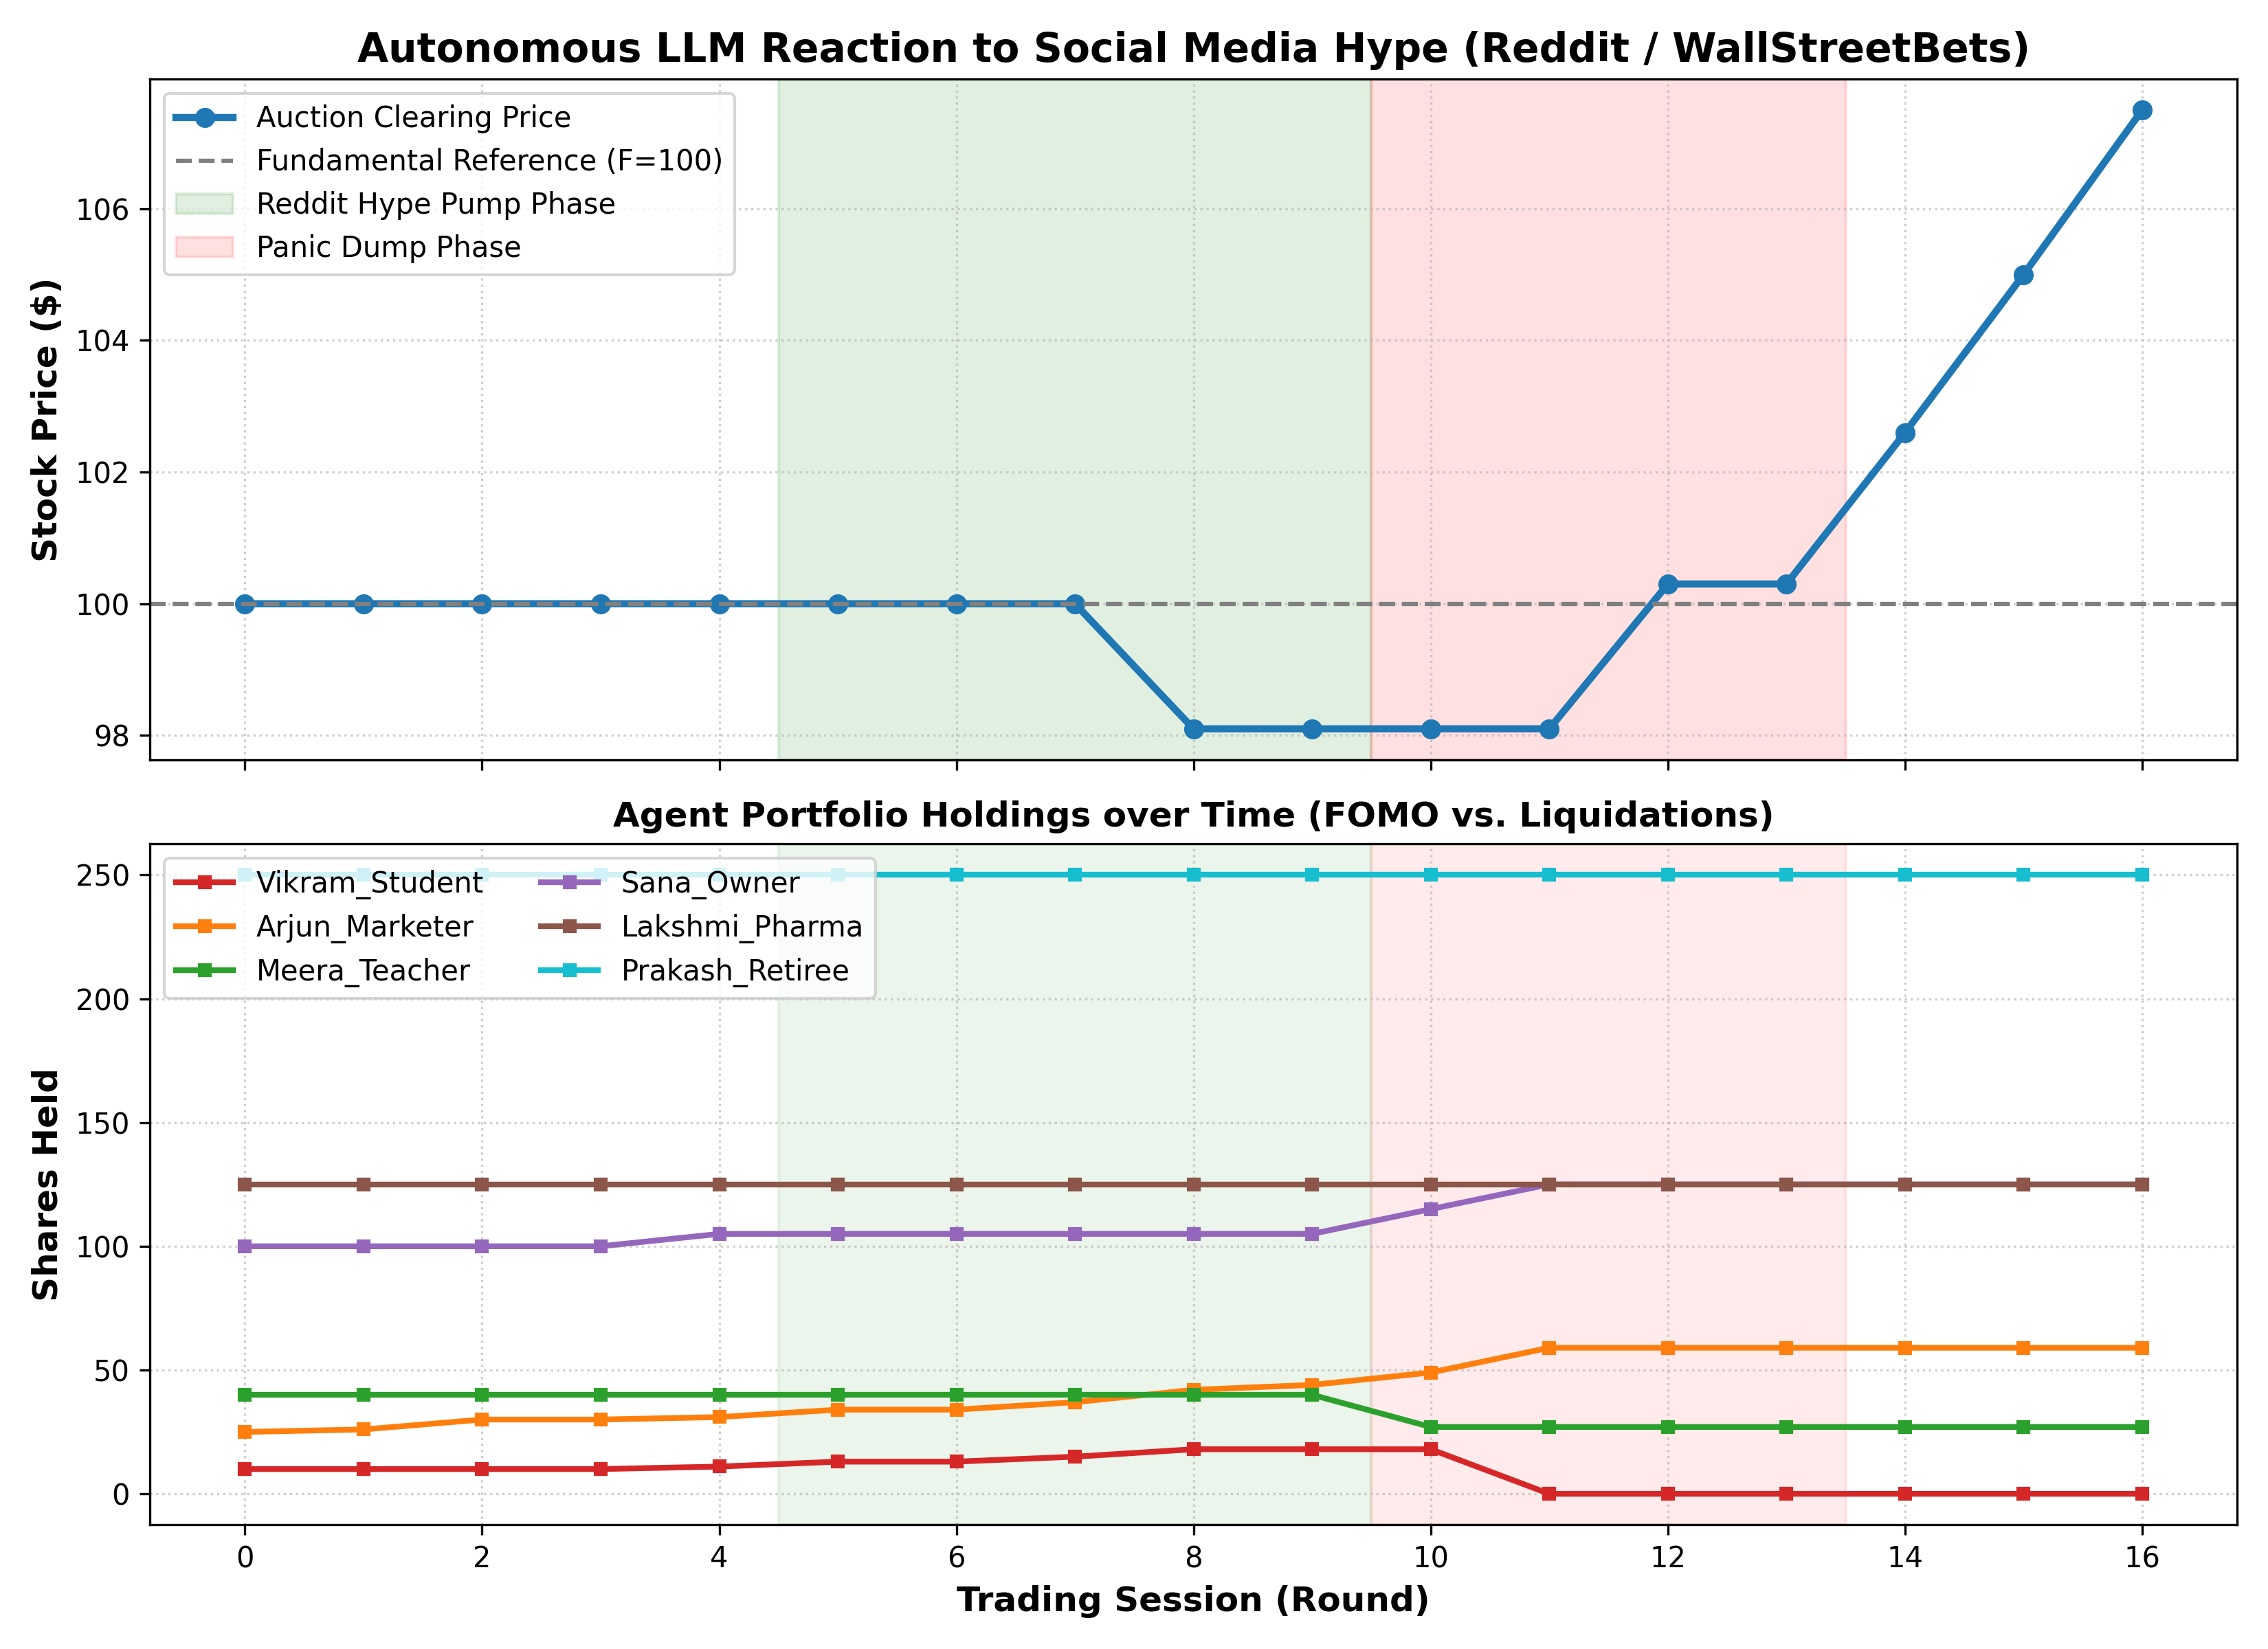 Autonomous LLM Reaction to Social Media Hype (Reddit / WallStreetBets)
Auction Clearing Price
Fundamental Reference (F=100)
Reddit Hype Pump Phase
Panic Dump Phase
Stock Price ($)
106
104
102
100
98
Agent Portfolio Holdings over Time (FOMO vs. Liquidations)
Vikram_Student
Arjun_Marketer
Meera_Teacher
Sana_Owner
Lakshmi_Pharma
Prakash_Retiree
Shares Held
250
200
150
100
50
0
0 2 4 6 8 10 12 14 16
Trading Session (Round)